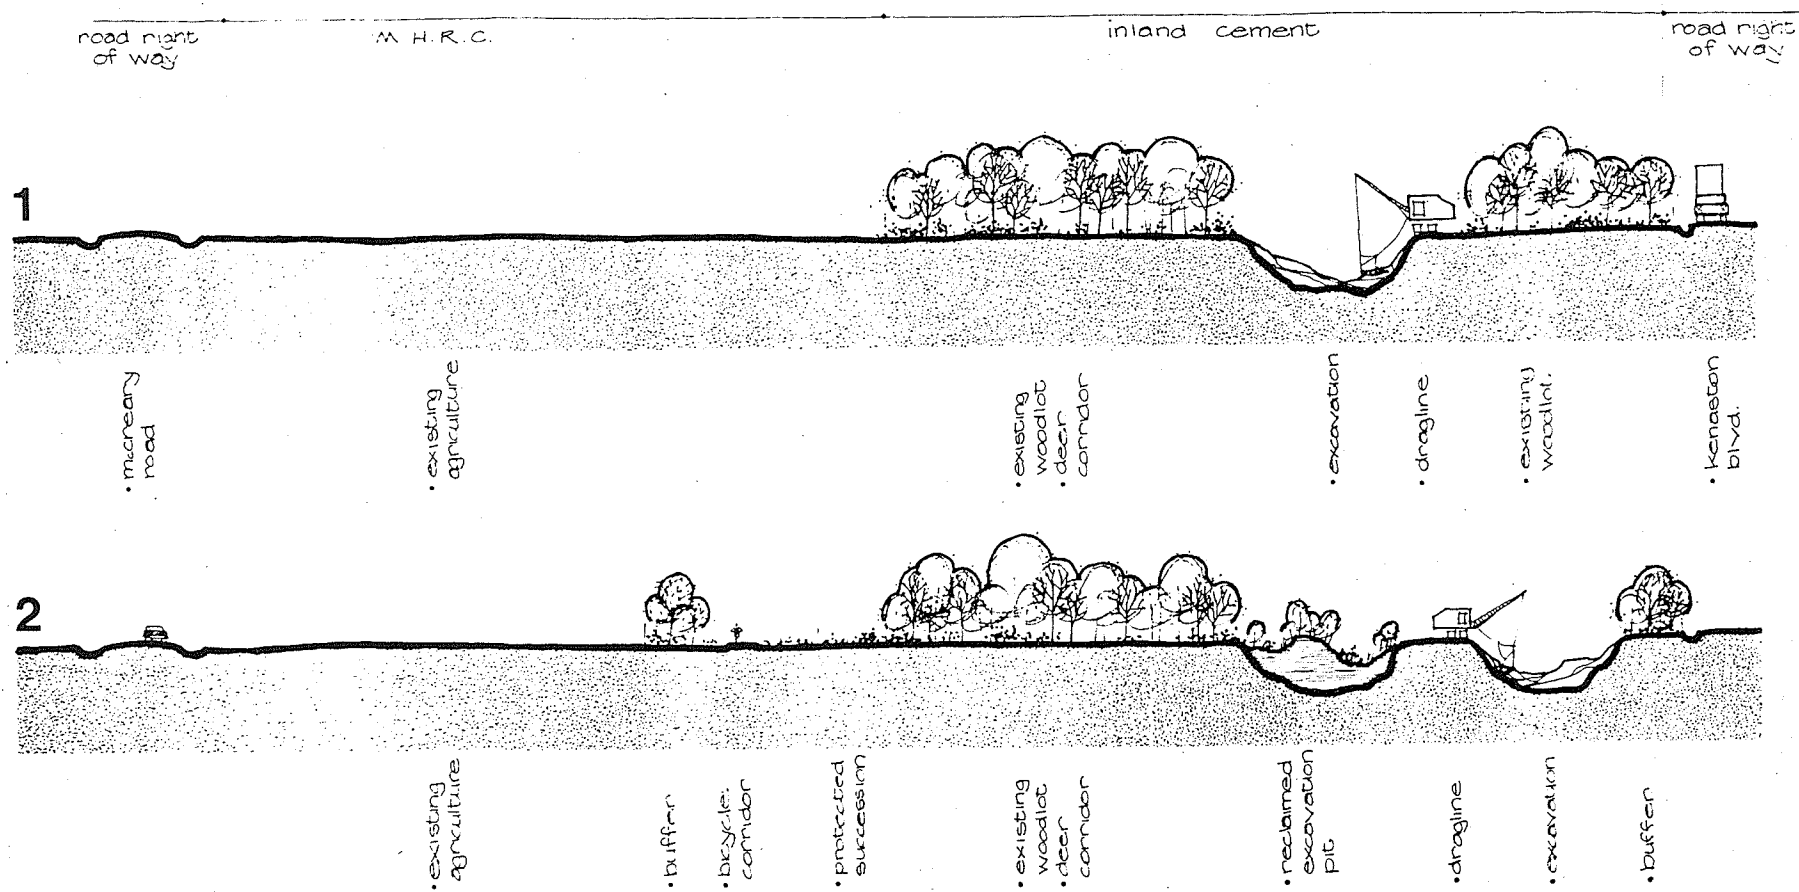 road right
of way
M H.R.C.
inland cement
road right
of way
1
• mcreary
road
• existing
agriculture
• existing
woodlot
• deer
corridor
• excavation
• dragline
• existing
woodlot.
• kenaston
blvd.
2
• existing
agriculture
• buffer
• bicycle
corridor
• protected
succession
• existing
woodlot
• deer
corridor
• reclaimed
excavation
pit
• dragline
• excavation
• buffer